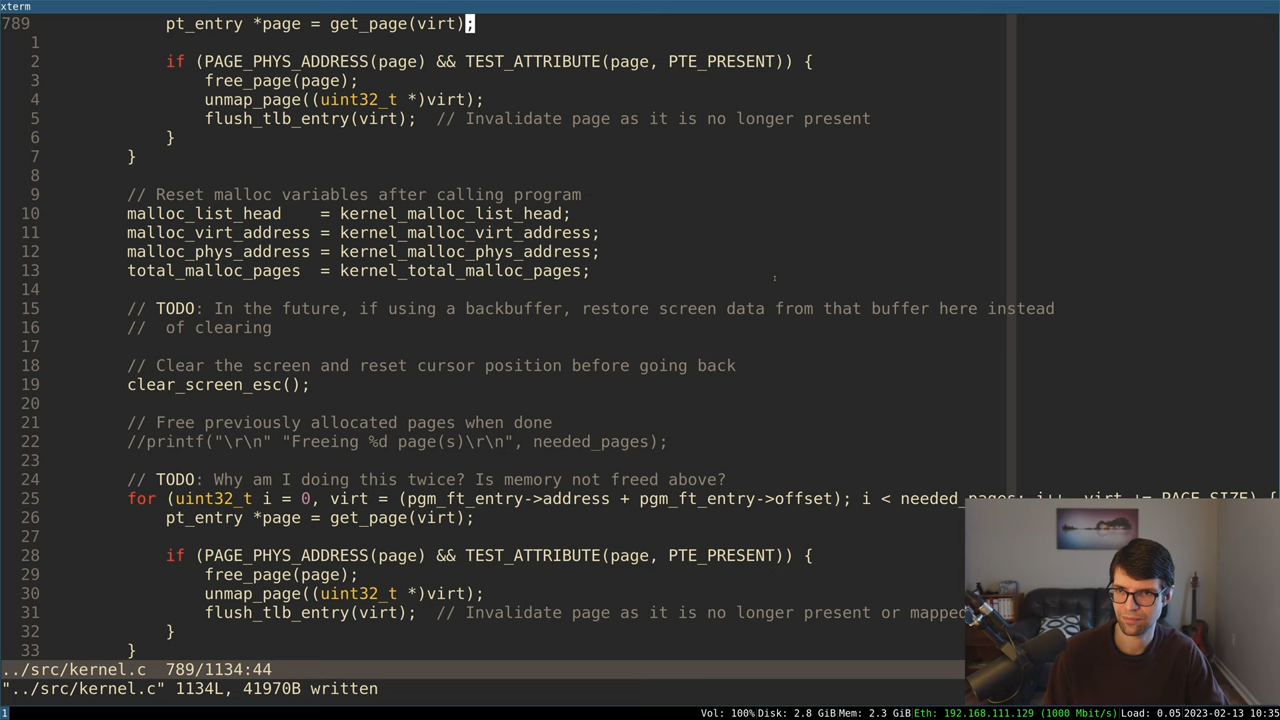 xterm
789 pt_entry *page = get_page(virt);
1
2 if (PAGE_PHYS_ADDRESS(page) && TEST_ATTRIBUTE(page, PTE_PRESENT)) {
3 free_page(page);
4 unmap_page((uint32_t *)virt);
5 flush_tlb_entry(virt);  // Invalidate page as it is no longer present
6 }
7 }
8
9 // Reset malloc variables after calling program
10 malloc_list_head    = kernel_malloc_list_head;
11 malloc_virt_address = kernel_malloc_virt_address;
12 malloc_phys_address = kernel_malloc_phys_address;
13 total_malloc_pages  = kernel_total_malloc_pages;
14
15 // TODO: In the future, if using a backbuffer, restore screen data from that buffer here instead
16 //  of clearing
17
18 // Clear the screen and reset cursor position before going back
19 clear_screen_esc();
20
21 // Free previously allocated pages when done
22 //printf("\r\n" "Freeing %d page(s)\r\n", needed_pages);
23
24 // TODO: Why am I doing this twice? Is memory not freed above?
25 for (uint32_t i = 0, virt = (pgm_ft_entry->address + pgm_ft_entry->offset); i < needed_pages; i++, virt += PAGE_SIZE) {
26 pt_entry *page = get_page(virt);
27
28 if (PAGE_PHYS_ADDRESS(page) && TEST_ATTRIBUTE(page, PTE_PRESENT)) {
29 free_page(page);
30 unmap_page((uint32_t *)virt);
31 flush_tlb_entry(virt);  // Invalidate page as it is no longer present or mapped
32 }
33 }
../src/kernel.c  789/1134:44
"../src/kernel.c" 1134L, 41970B written
1 Vol: 100% Disk: 2.8 GiB Mem: 2.3 GiB Eth: 192.168.111.129 (1000 Mbit/s) Load: 0.05 2023-02-13 10:35